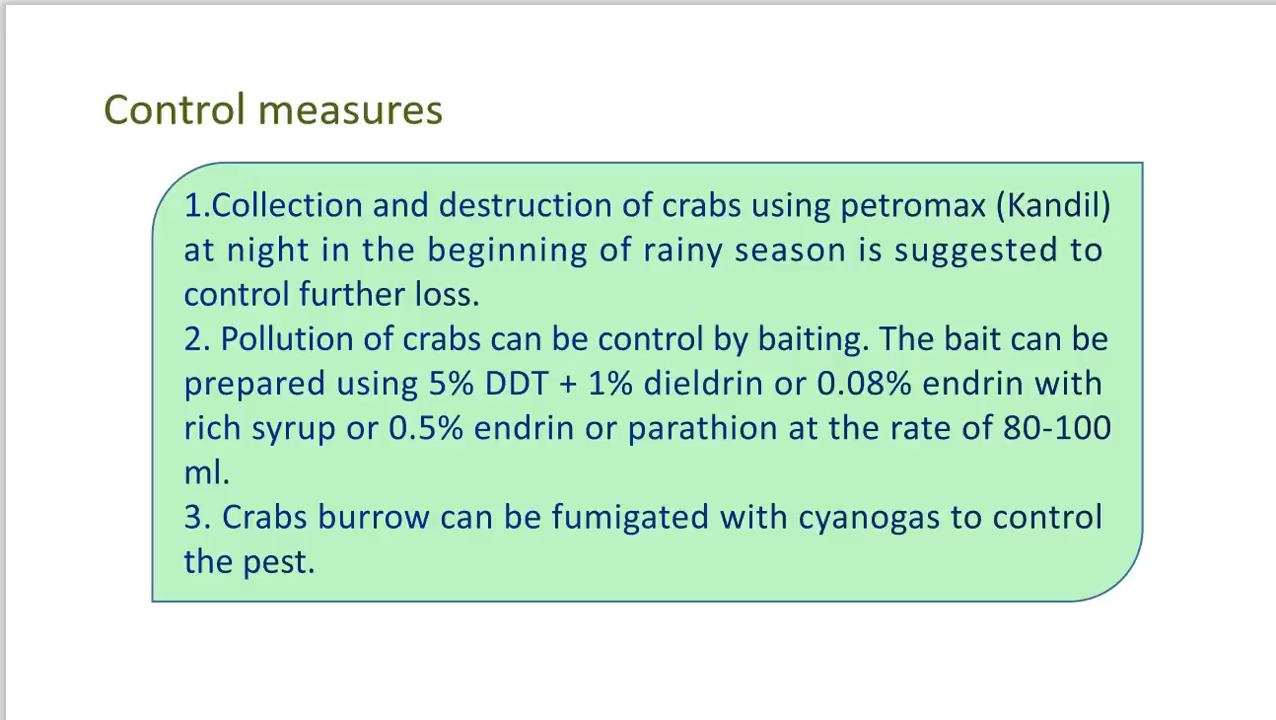 Control measures
1.Collection and destruction of crabs using petromax (Kandil)
at night in the beginning of rainy season is suggested to
control further loss.
2. Pollution of crabs can be control by baiting. The bait can be
prepared using 5% DDT + 1% dieldrin or 0.08% endrin with
rich syrup or 0.5% endrin or parathion at the rate of 80-100
ml.
3. Crabs burrow can be fumigated with cyanogas to control
the pest.